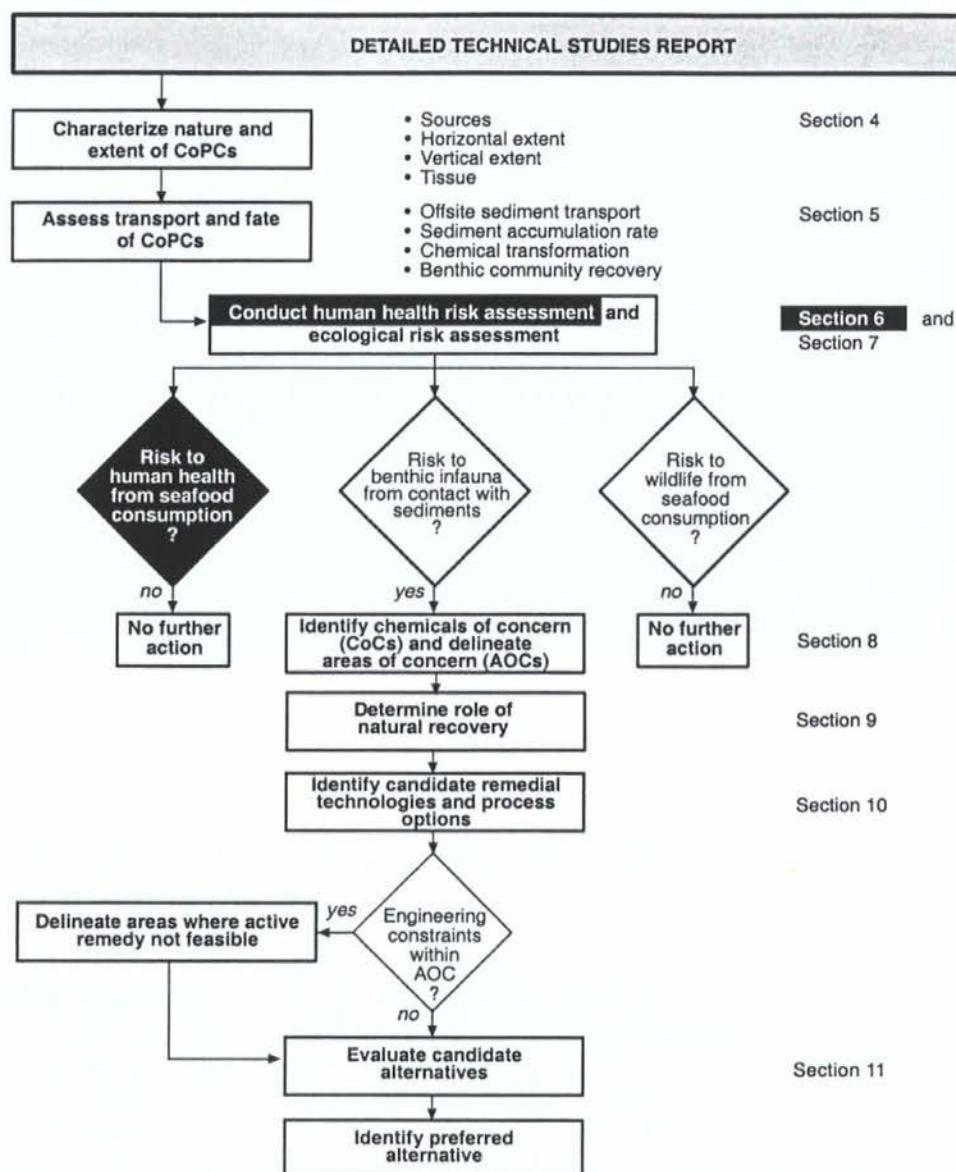 DETAILED TECHNICAL STUDIES REPORT
Characterize nature and
extent of CoPCs
• Sources
• Horizontal extent
• Vertical extent
• Tissue
Section 4
Assess transport and fate
of CoPCs
• Offsite sediment transport
• Sediment accumulation rate
• Chemical transformation
• Benthic community recovery
Section 5
Conduct human health risk assessment and
ecological risk assessment
Section 6 and
Section 7
Risk to
human health
from seafood
consumption
?
Risk to
benthic infauna
from contact with
sediments
?
Risk to
wildlife from
seafood
consumption
?
no
yes
no
No further
action
Identify chemicals of concern
(CoCs) and delineate
areas of concern (AOCs)
No further
action
Section 8
Determine role of
natural recovery
Section 9
Identify candidate remedial
technologies and process
options
Section 10
Delineate areas where active
remedy not feasible
yes
Engineering
constraints
within
AOC
?
no
Evaluate candidate
alternatives
Section 11
Identify preferred
alternative